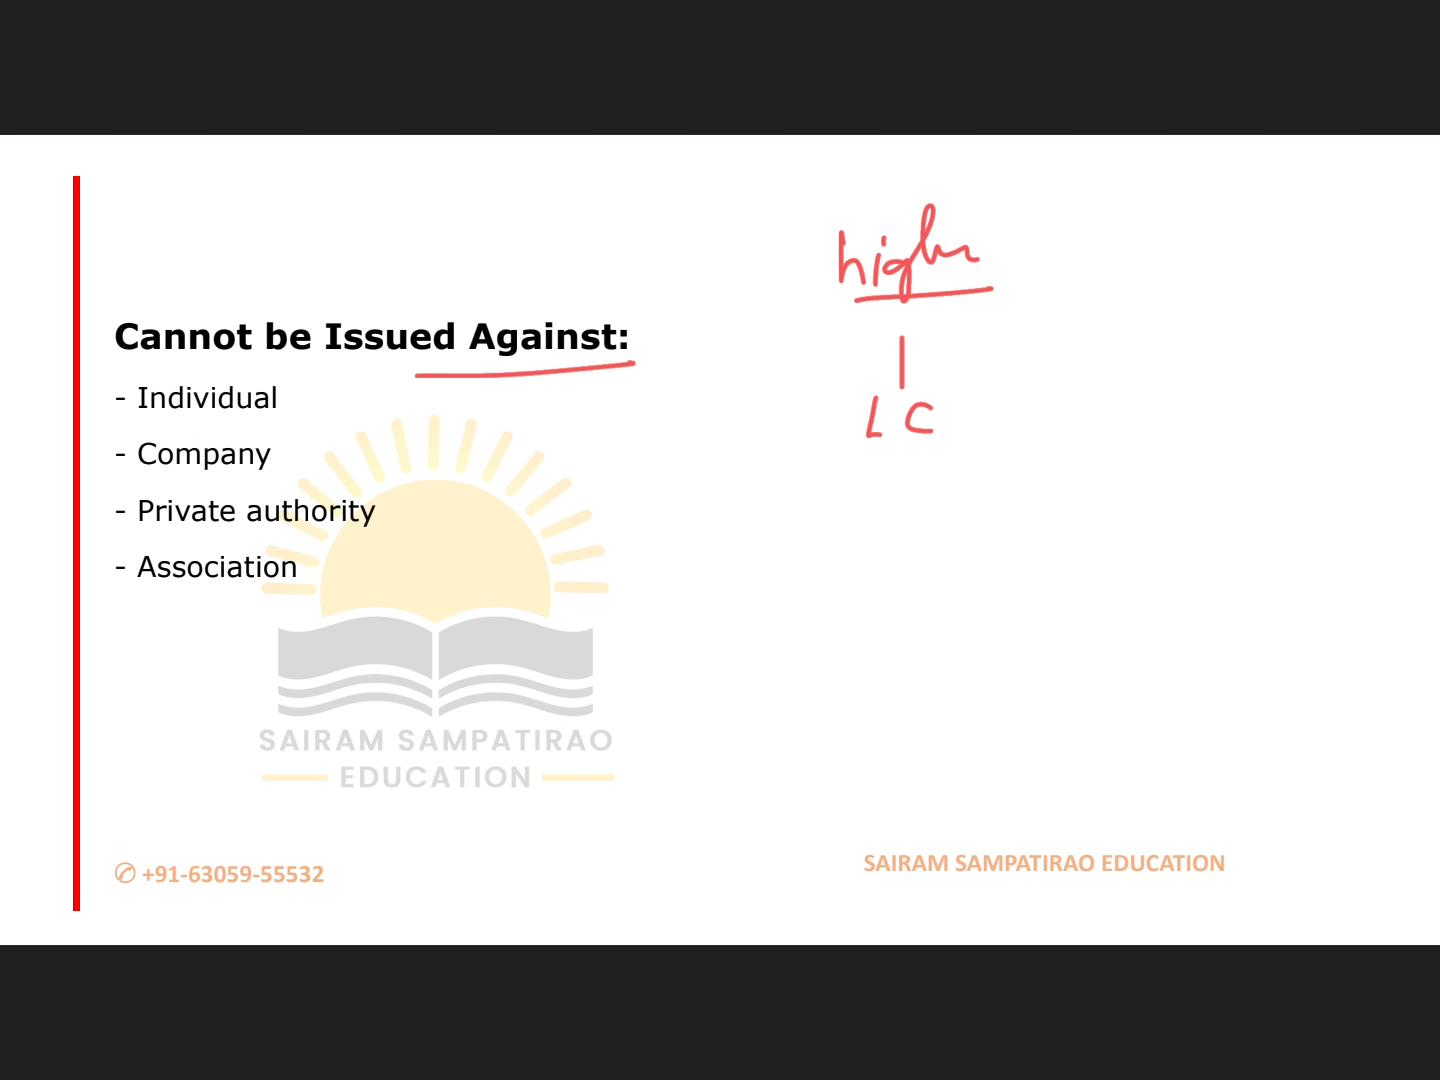 higher
Cannot be Issued Against:
LC
- Individual
- Company
- Private authority
- Association
SAIRAM SAMPATIRAO
EDUCATION
✆ +91-63059-55532
SAIRAM SAMPATIRAO EDUCATION